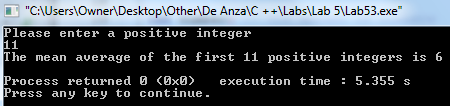 "C:\Users\Owner\Desktop\Other\De Anza\C ++\Labs\Lab 5\Lab53.exe"
Please enter a positive integer
11
The mean average of the first 11 positive integers is 6
Process returned 0 (0x0)   execution time : 5.355 s
Press any key to continue.